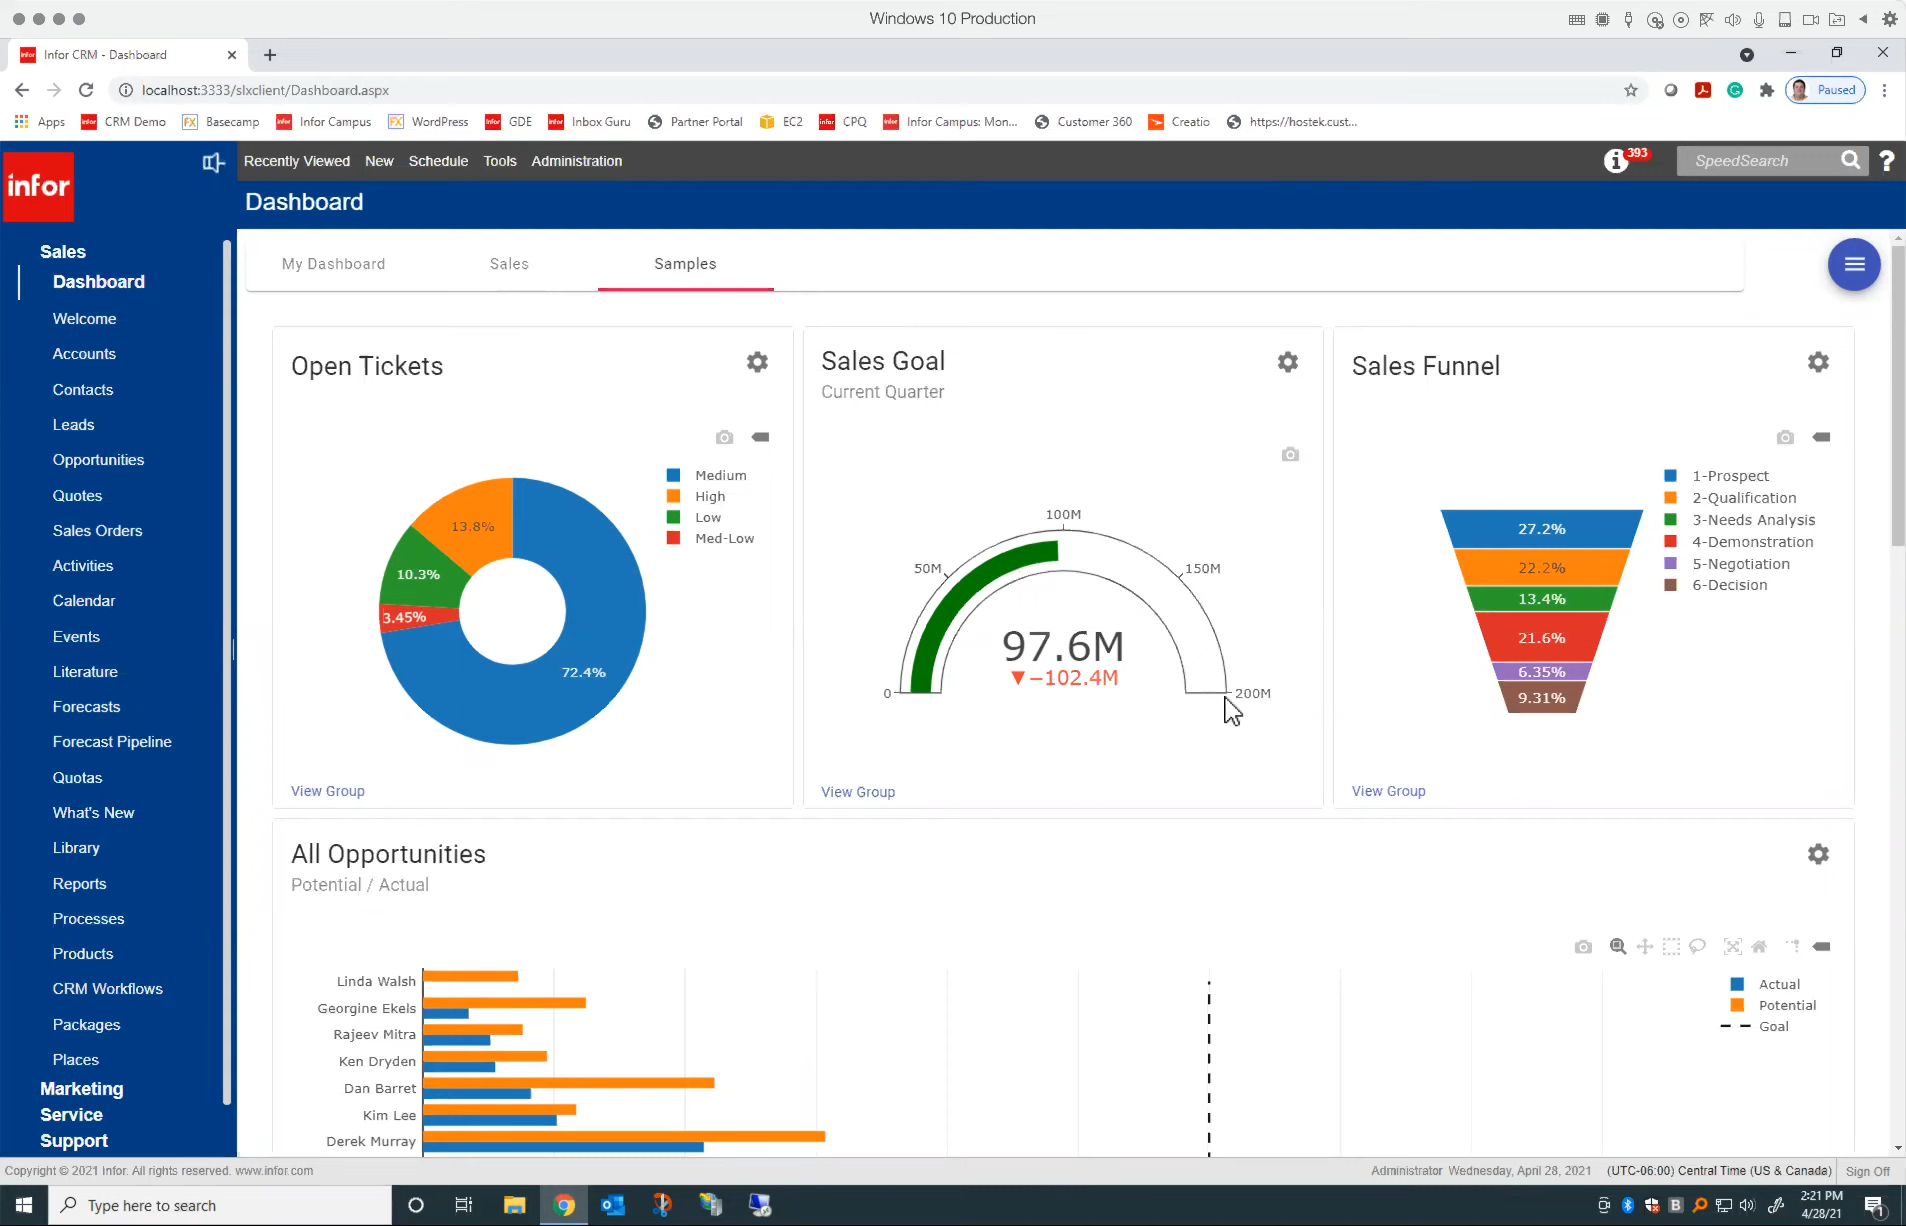 Windows 10 Production
infor Infor CRM - Dashboard
localhost:3333/slxclient/Dashboard.aspx
Paused
Apps CRM Demo Basecamp Infor Campus WordPress GDE Inbox Guru Partner Portal EC2 CPQ Infor Campus: Mon... Customer 360 Creatio https://hostek.cust...
infor
Recently Viewed New Schedule Tools Administration
393
SpeedSearch
?
Dashboard
Sales
Dashboard
Welcome
Accounts
Contacts
Leads
Opportunities
Quotes
Sales Orders
Activities
Calendar
Events
Literature
Forecasts
Forecast Pipeline
Quotas
What's New
Library
Reports
Processes
Products
CRM Workflows
Packages
Places
Marketing
Service
Support
My Dashboard Sales Samples
Open Tickets
Medium
High
Low
Med-Low
13.8%
10.3%
3.45%
72.4%
View Group
Sales Goal
Current Quarter
100M
50M
150M
97.6M
▼−102.4M
0
200M
View Group
Sales Funnel
1-Prospect
2-Qualification
3-Needs Analysis
4-Demonstration
5-Negotiation
6-Decision
27.2%
22.2%
13.4%
21.6%
6.35%
9.31%
View Group
All Opportunities
Potential / Actual
Linda Walsh
Georgine Ekels
Rajeev Mitra
Ken Dryden
Dan Barret
Kim Lee
Derek Murray
Actual
Potential
Goal
Copyright © 2021 Infor. All rights reserved. www.infor.com
Administrator Wednesday, April 28, 2021 (UTC-06:00) Central Time (US & Canada) Sign Off
Type here to search
2:21 PM
4/28/21
1